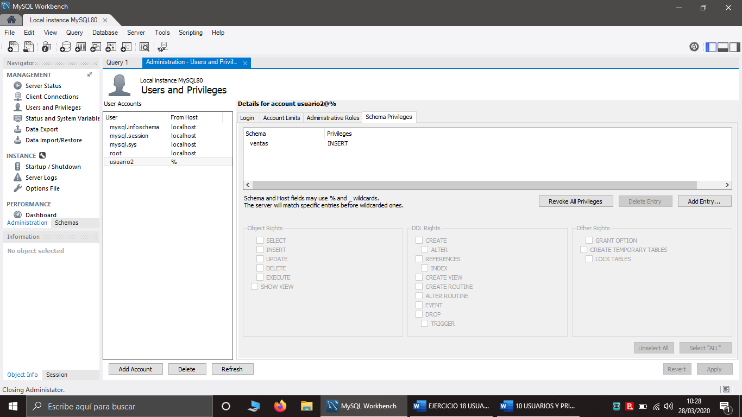 MySQL Workbench
Local instance MySQL80
File Edit View Query Database Server Tools Scripting Help
Navigator
MANAGEMENT
Server Status
Client Connections
Users and Privileges
Status and System Variable
Data Export
Data Import/Restore
INSTANCE
Startup / Shutdown
Server Logs
Options File
PERFORMANCE
Dashboard
Administration Schemas
Information
No object selected
Object Info Session
Query 1 Administration - Users and Privil...
Local instance MySQL80
Users and Privileges
User Accounts
User From Host
mysql.infoschema localhost
mysql.session localhost
mysql.sys localhost
root localhost
usuario2 %
Add Account Delete Refresh
Details for account usuario2@%
Login Account Limits Administrative Roles Schema Privileges
Schema Privileges
ventas INSERT
Schema and Host fields may use % and _ wildcards.
The server will match specific entries before wildcarded ones.
Revoke All Privileges Delete Entry Add Entry...
Object Rights
SELECT
INSERT
UPDATE
DELETE
EXECUTE
SHOW VIEW
DDL Rights
CREATE
ALTER
REFERENCES
INDEX
CREATE VIEW
CREATE ROUTINE
ALTER ROUTINE
EVENT
DROP
TRIGGER
Other Rights
GRANT OPTION
CREATE TEMPORARY TABLES
LOCK TABLES
Unselect All Select "ALL"
Revert Apply
Closing Administator.
Escribe aquí para buscar
MySQL Workbench
EJERCICIO 18 USUA...
10 USUARIOS Y PRI...
10:28
28/03/2020